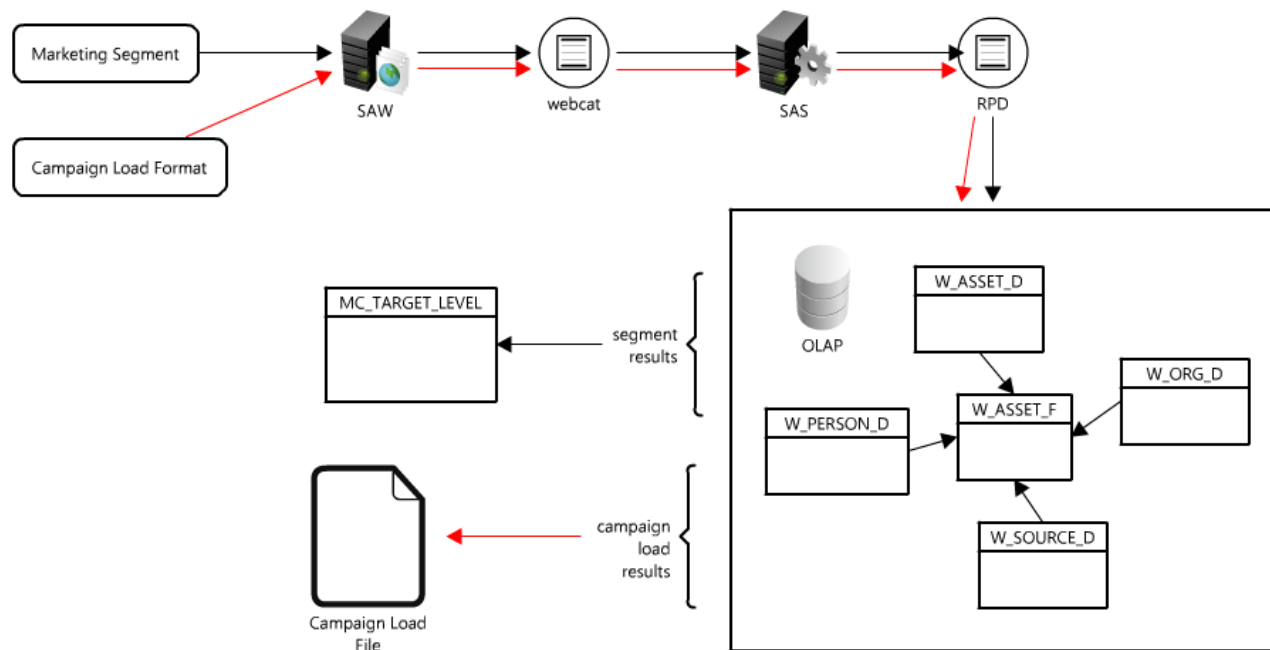 Marketing Segment
SAW
webcat
SAS
RPD
Campaign Load Format
MC_TARGET_LEVEL
segment
results
OLAP
W_ASSET_D
W_ORG_D
W_PERSON_D
W_ASSET_F
W_SOURCE_D
campaign
load
results
Campaign Load
File